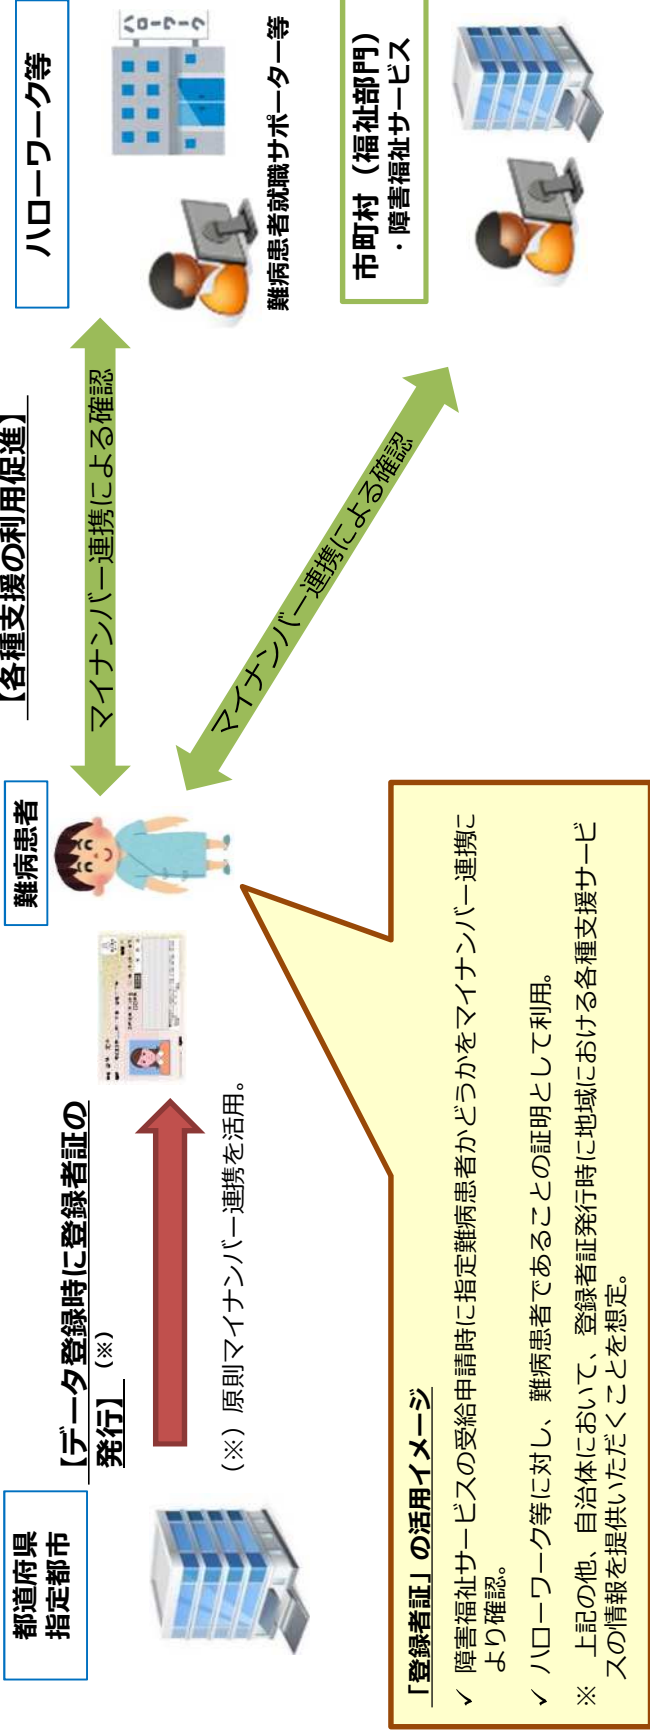 都道府県
指定都市
【データ登録時に登録者証の
発行】(※)
(※)原則マイナンバー連携を活用。
難病患者
【各種支援の利用促進】
マイナンバー連携による確認
マイナンバー連携による確認
ハローワーク等
ハローワーク
難病患者就職サポーター等
市町村（福祉部門）
・障害福祉サービス
「登録者証」の活用イメージ
✓ 障害福祉サービスの受給申請時に指定難病患者かどうかをマイナンバー連携に
より確認。
✓ ハローワーク等に対し、難病患者であることの証明として利用。
※ 上記の他、自治体において、登録者証発行時に地域における各種支援サービ
スの情報を提供いただくことを想定。